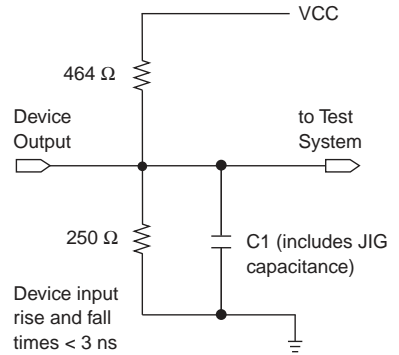 VCC
464 Ω
Device
Output
to Test
System
250 Ω
C1 (includes JIG
capacitance)
Device input
rise and fall
times < 3 ns